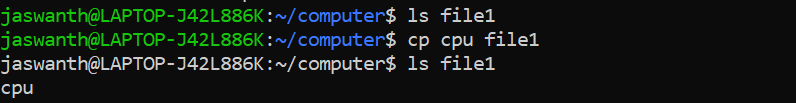 jaswanth@LAPTOP-J42L886K:~/computer$ ls file1
jaswanth@LAPTOP-J42L886K:~/computer$ cp cpu file1
jaswanth@LAPTOP-J42L886K:~/computer$ ls file1
cpu